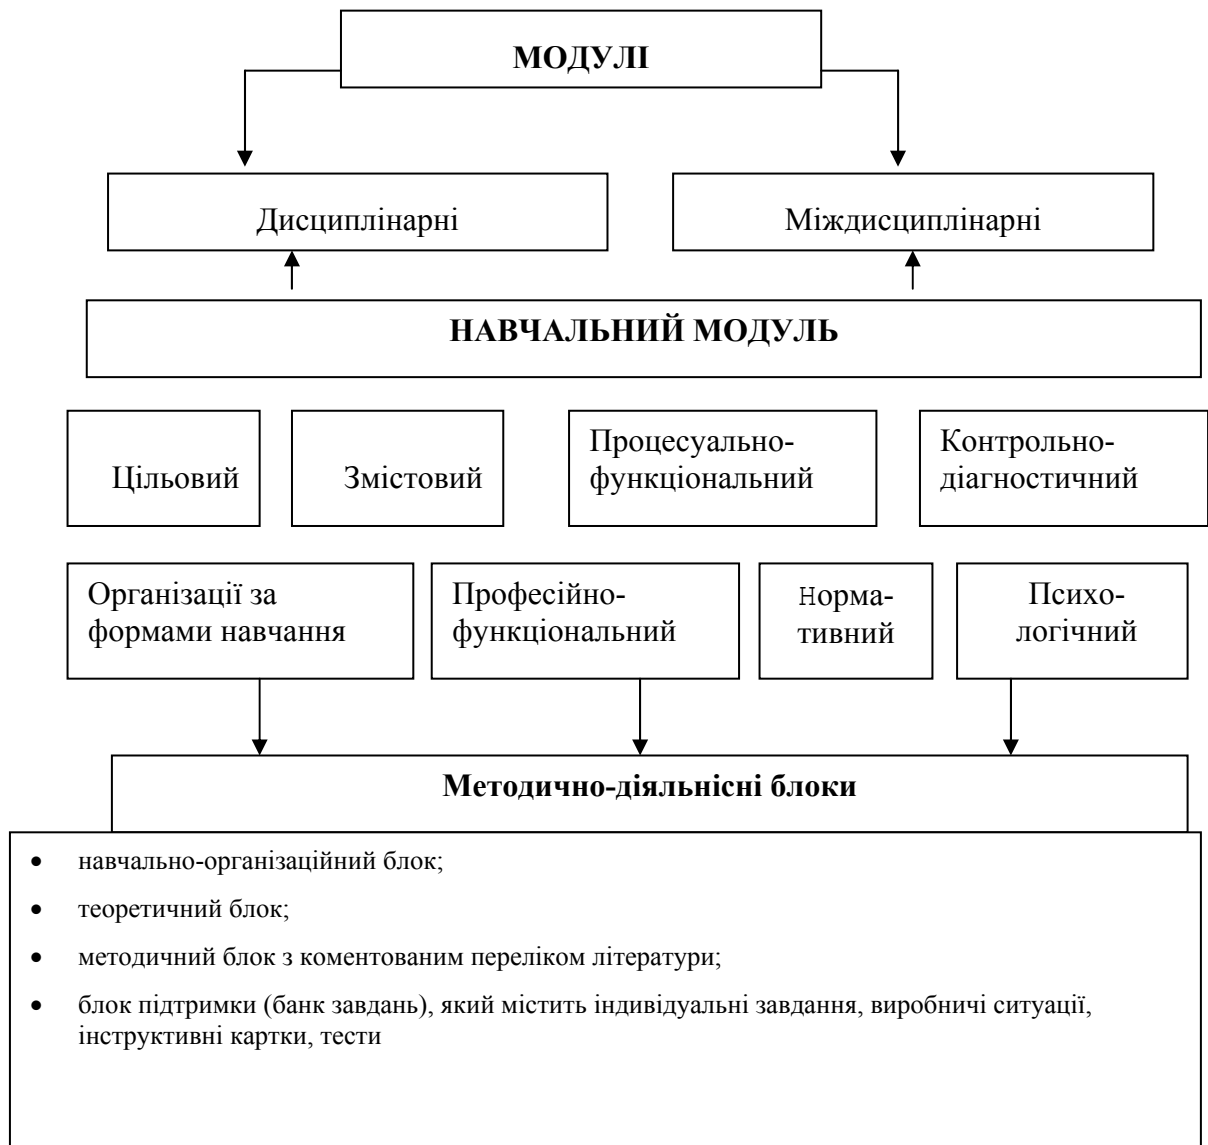 МОДУЛІ
Дисциплінарні
Міждисциплінарні
НАВЧАЛЬНИЙ МОДУЛЬ
Цільовий
Змістовий
Процесуально-
функціональний
Контрольно-
діагностичний
Організації за
формами навчання
Професійно-
функціональний
Норма-
тивний
Психо-
логічний
Методично-діяльнісні блоки
• навчально-організаційний блок;
• теоретичний блок;
• методичний блок з коментованим переліком літератури;
• блок підтримки (банк завдань), який містить індивідуальні завдання, виробничі ситуації,
інструктивні картки, тести